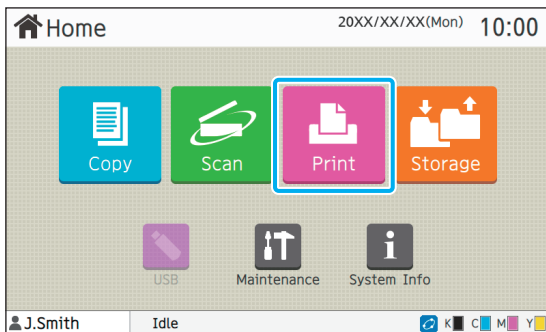 Home 20XX/XX/XX(Mon) 10:00
Copy Scan Print Storage
USB Maintenance System Info
J.Smith Idle K C M Y